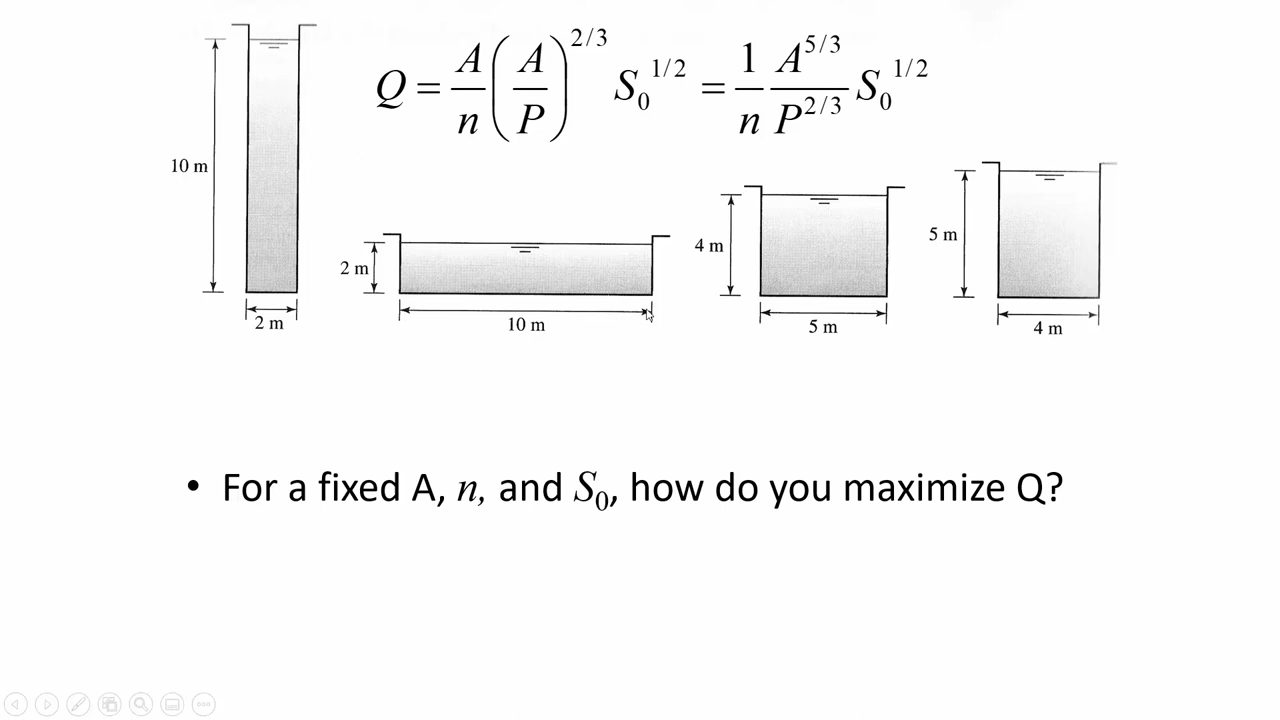 Q = A/n (A/P)^2/3 S₀^1/2 = 1/n A^5/3/P^2/3 S₀^1/2
10 m
2 m
2 m
10 m
4 m
5 m
5 m
4 m
• For a fixed A, n, and S₀, how do you maximize Q?